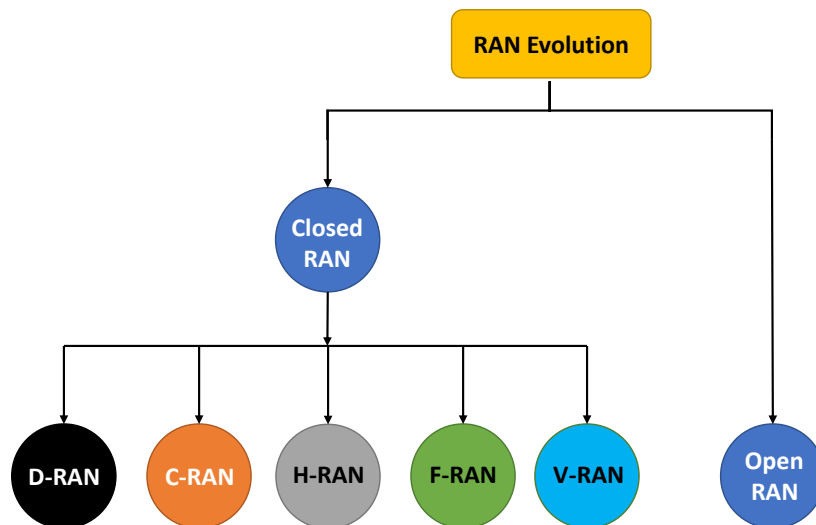 RAN Evolution
Closed
RAN
D-RAN
C-RAN
H-RAN
F-RAN
V-RAN
Open
RAN